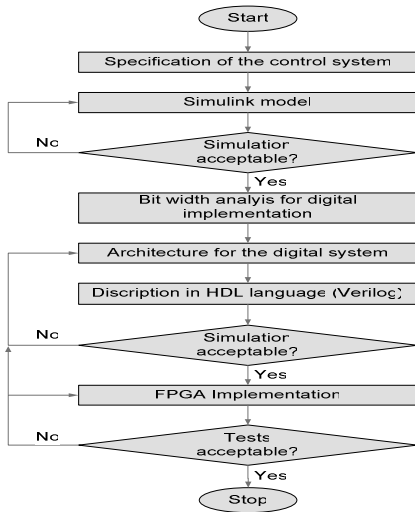 Start
Specification of the control system
Simulink model
No
Simulation
acceptable?
Yes
Bit width analyis for digital
implementation
Architecture for the digital system
Discription in HDL language (Verilog)
No
Simulation
acceptable?
Yes
FPGA Implementation
No
Tests
acceptable?
Yes
Stop